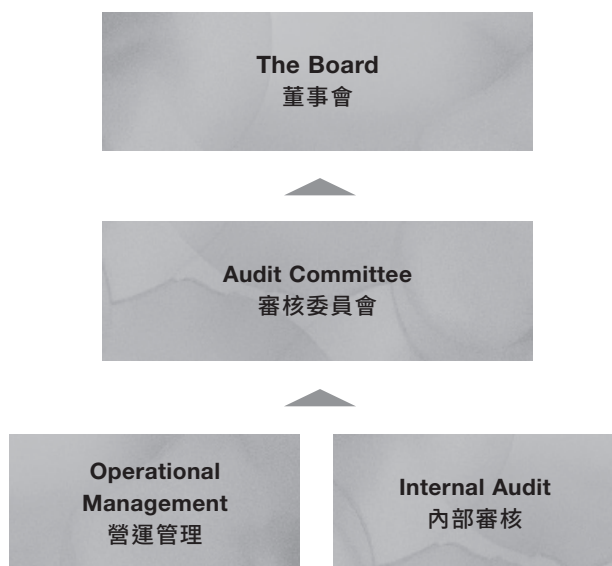 The Board
董事會
Audit Committee
審核委員會
Operational
Management
營運管理
Internal Audit
內部審核